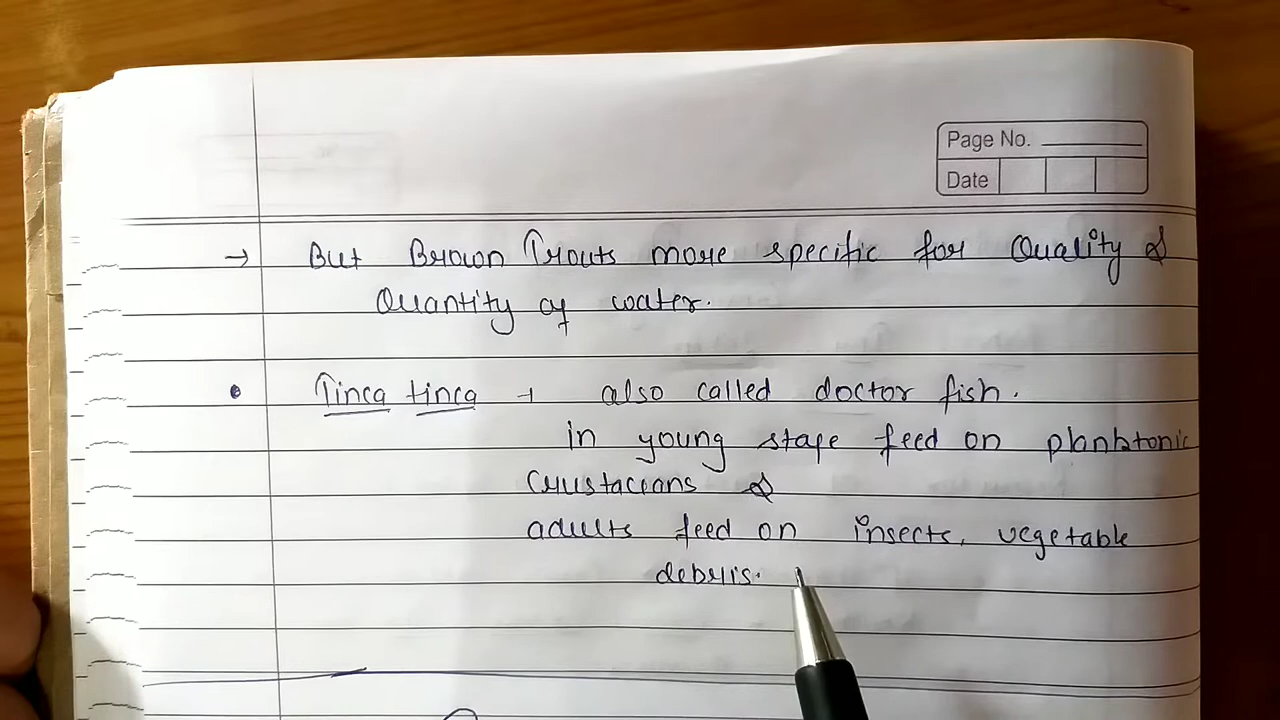 Page No.
Date
→ But Brown Trouts more specific for Quality &
Quantity of water.
• Tinca tinca → also called doctor fish.
in young stage feed on planktonic
Crustacians &
adults feed on insects, vegetable
debris.